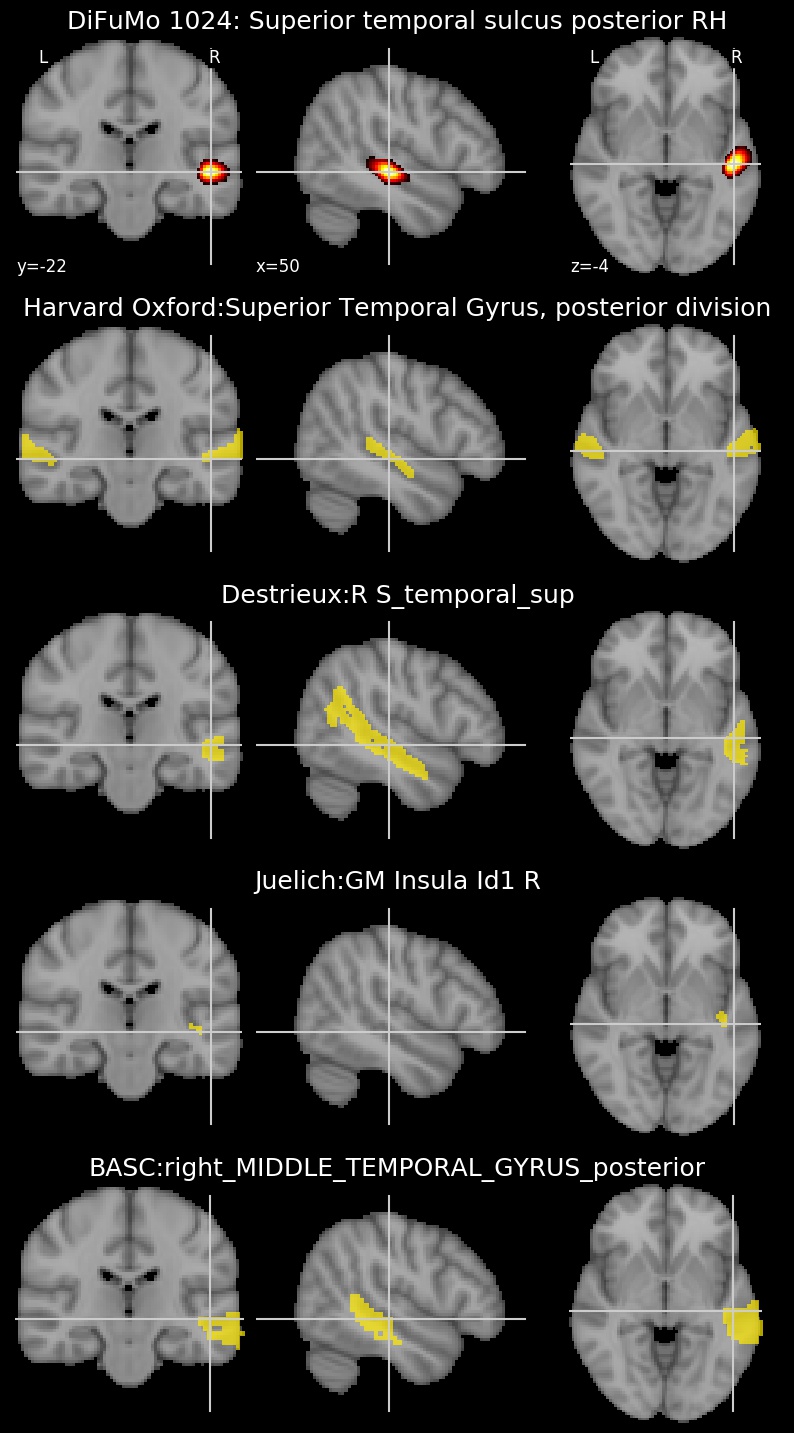 DiFuMo 1024: Superior temporal sulcus posterior RH
L R L R
y=-22 x=50 z=-4
Harvard Oxford:Superior Temporal Gyrus, posterior division
Destrieux:R S_temporal_sup
Juelich:GM Insula Id1 R
BASC:right_MIDDLE_TEMPORAL_GYRUS_posterior